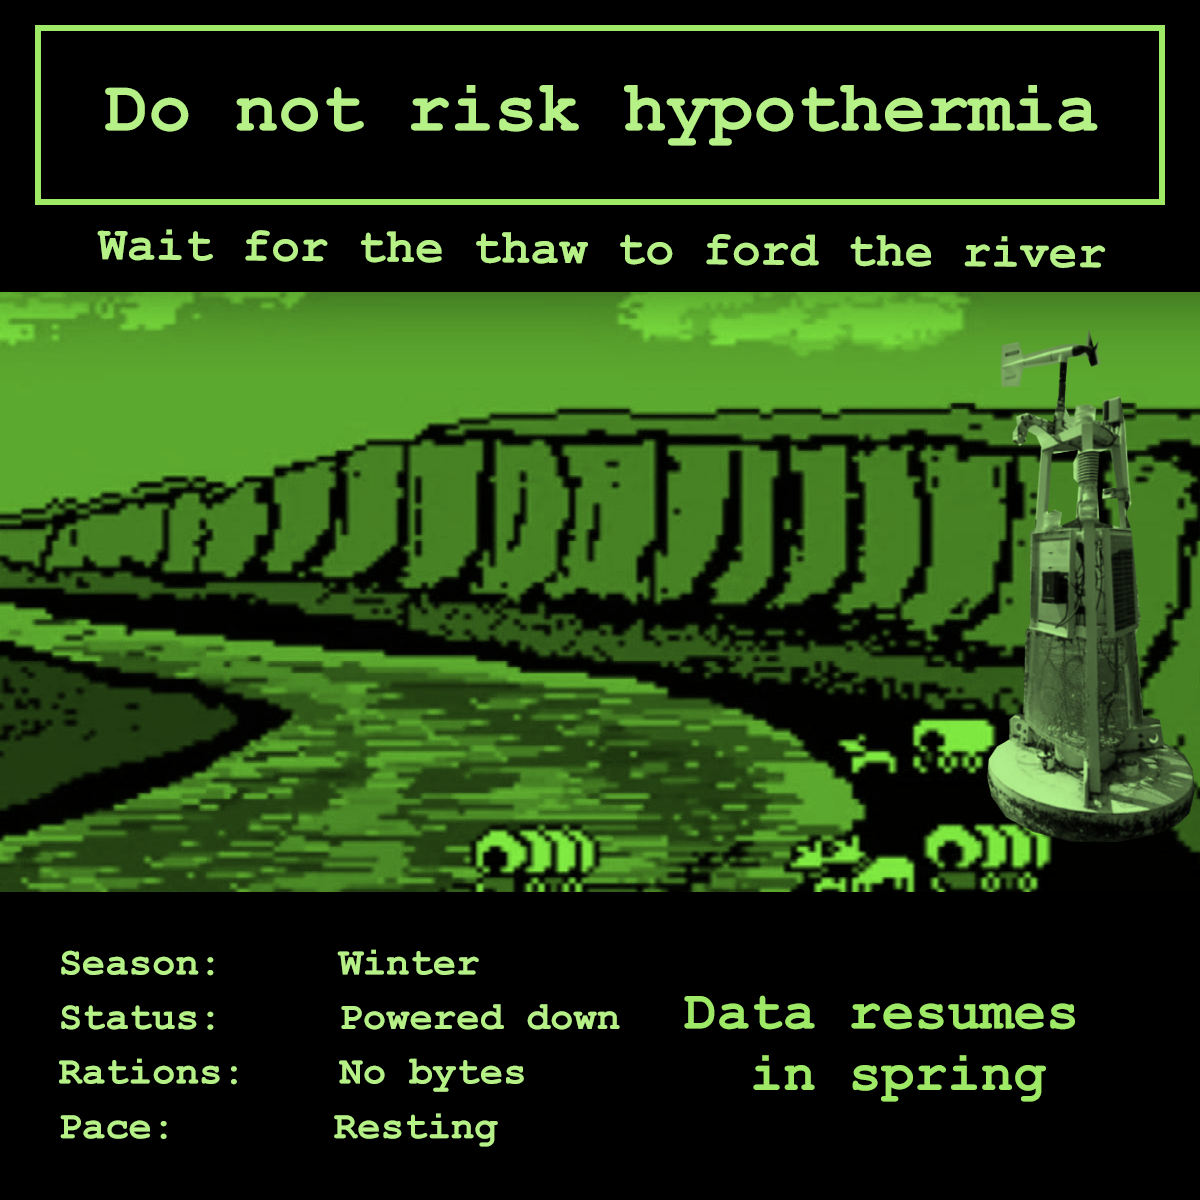 Do not risk hypothermia
Wait for the thaw to ford the river
Season: Winter
Status: Powered down
Rations: No bytes
Pace: Resting
Data resumes
in spring